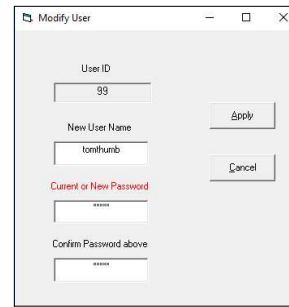 Modify User
User ID
99
New User Name
tomthumb
Current or New Password
*****
Confirm Password above
*****
Apply
Cancel